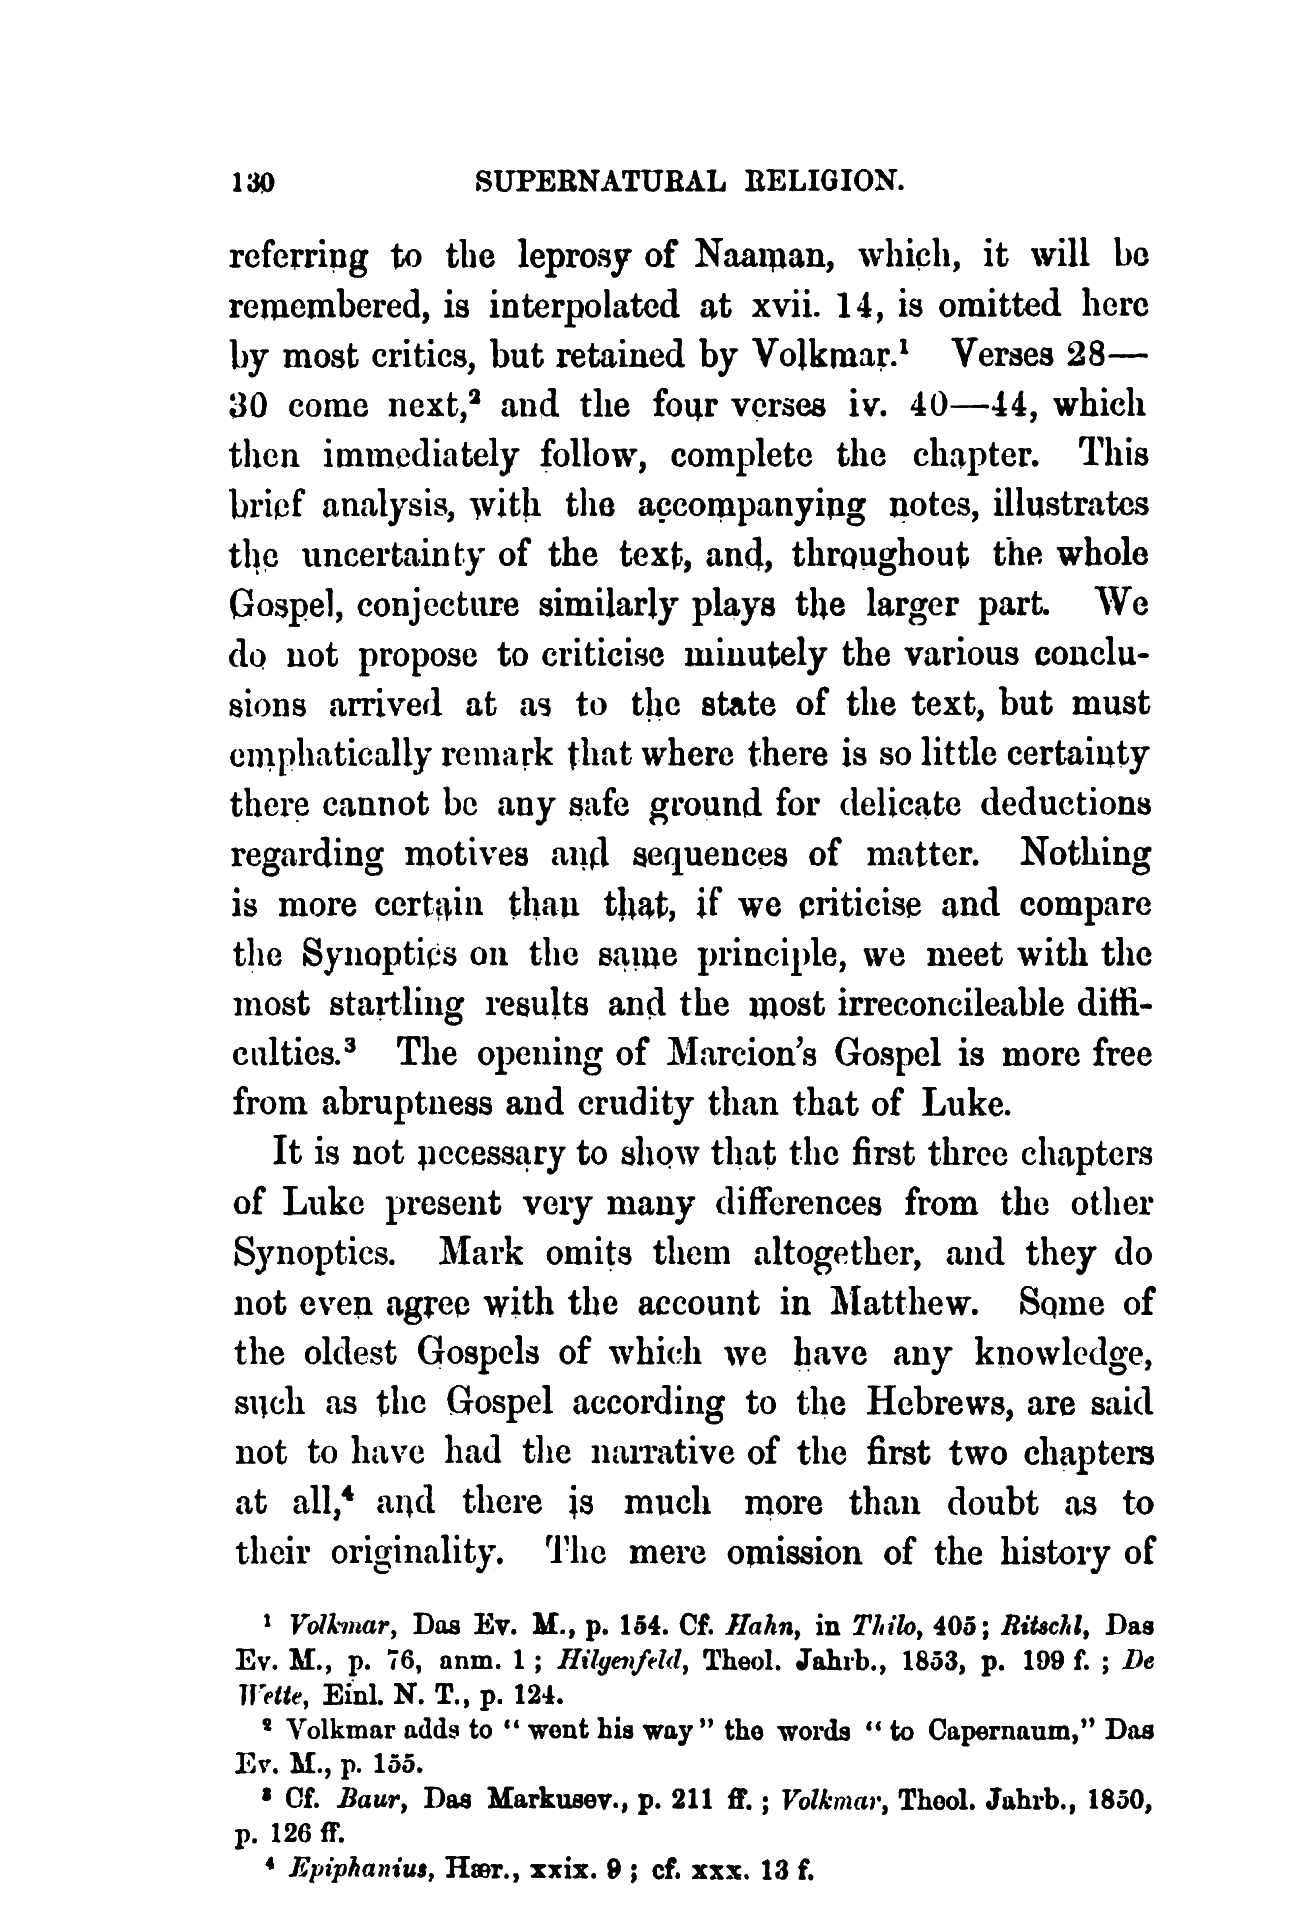 130 SUPERNATURAL RELIGION.
referring to the leprosy of Naaman, which, it will be
remembered, is interpolated at xvii. 14, is omitted here
by most critics, but retained by Volkmar.¹ Verses 28—
30 come next,² and the four verses iv. 40—44, which
then immediately follow, complete the chapter. This
brief analysis, with the accompanying notes, illustrates
the uncertainty of the text, and, throughout the whole
Gospel, conjecture similarly plays the larger part. We
do not propose to criticise minutely the various conclu-
sions arrived at as to the state of the text, but must
emphatically remark that where there is so little certainty
there cannot be any safe ground for delicate deductions
regarding motives and sequences of matter. Nothing
is more certain than that, if we criticise and compare
the Synoptics on the same principle, we meet with the
most startling results and the most irreconcileable diffi-
culties.³ The opening of Marcion's Gospel is more free
from abruptness and crudity than that of Luke.
It is not necessary to show that the first three chapters
of Luke present very many differences from the other
Synoptics. Mark omits them altogether, and they do
not even agree with the account in Matthew. Some of
the oldest Gospels of which we have any knowledge,
such as the Gospel according to the Hebrews, are said
not to have had the narrative of the first two chapters
at all,⁴ and there is much more than doubt as to
their originality. The mere omission of the history of
¹ Volkmar, Das Ev. M., p. 154. Cf. Hahn, in Thilo, 405; Ritschl, Das
Ev. M., p. 76, anm. 1; Hilgenfeld, Theol. Jahrb., 1853, p. 199 f.; De
Wette, Einl. N. T., p. 124.
² Volkmar adds to "went his way" the words "to Capernaum," Das
Ev. M., p. 155.
³ Cf. Baur, Das Markusev., p. 211 ff.; Volkmar, Theol. Jahrb., 1850,
p. 126 ff.
⁴ Epiphanius, Hær., xxix. 9; cf. xxx. 13 f.